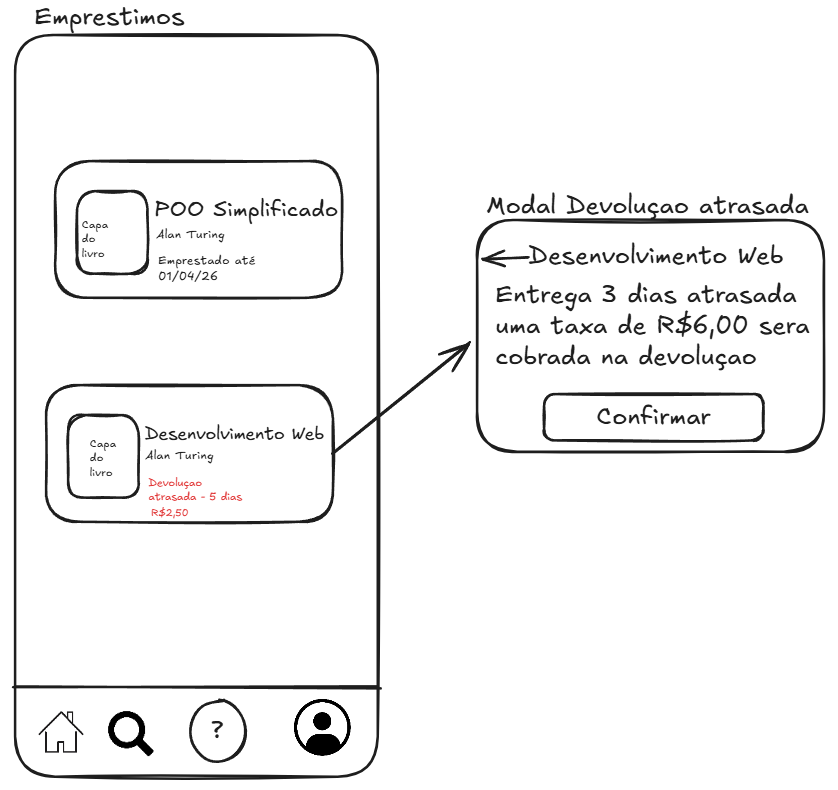 Emprestimos
POO Simplificado
Capa
do
livro
Alan Turing
Emprestado até
01/04/26
Desenvolvimento Web
Capa
do
livro
Alan Turing
Devoluçao
atrasada - 5 dias
R$2,50
?
Modal Devoluçao atrasada
Desenvolvimento Web
Entrega 3 dias atrasada
uma taxa de R$6,00 sera
cobrada na devoluçao
Confirmar